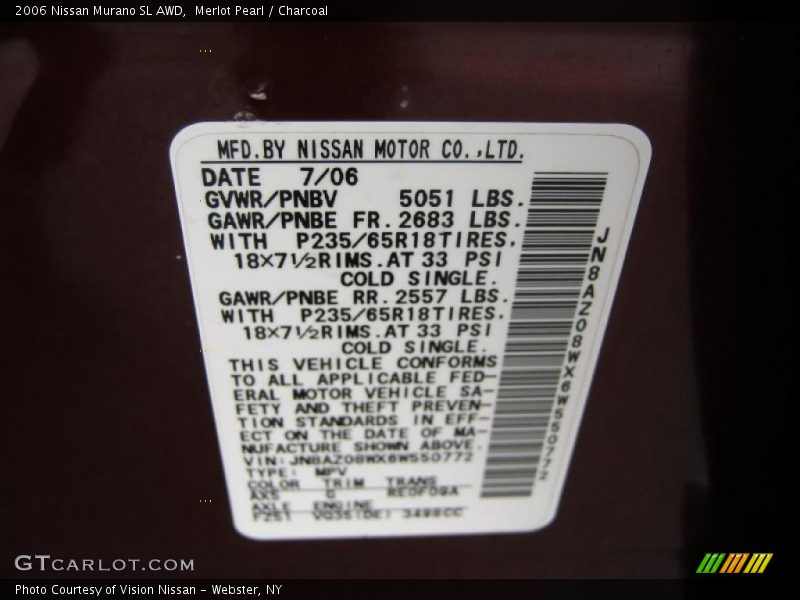 2006 Nissan Murano SL AWD,  Merlot Pearl / Charcoal
MFD.BY NISSAN MOTOR CO.,LTD.
DATE 7/06
GVWR/PNBV 5051 LBS.
GAWR/PNBE FR.2683 LBS.
WITH P235/65R18TIRES.
18×7½RIMS.AT 33 PSI
COLD SINGLE.
GAWR/PNBE RR.2557 LBS.
WITH P235/65R18TIRES.
18×7½RIMS.AT 33 PSI
COLD SINGLE.
THIS VEHICLE CONFORMS
TO ALL APPLICABLE FED-
ERAL MOTOR VEHICLE SA-
FETY AND THEFT PREVEN-
TION STANDARDS IN EFF-
ECT ON THE DATE OF MA-
NUFACTURE SHOWN ABOVE.
VIN: JN8AZ08WX6W550772
TYPE: MPV
COLOR TRIM TRANS
AX5 G RE0F09A
AXLE ENGINE
VQ35(DE) 3498CC
JN8AZ08WX6W550772
GTCARLOT.COM
Photo Courtesy of Vision Nissan - Webster, NY